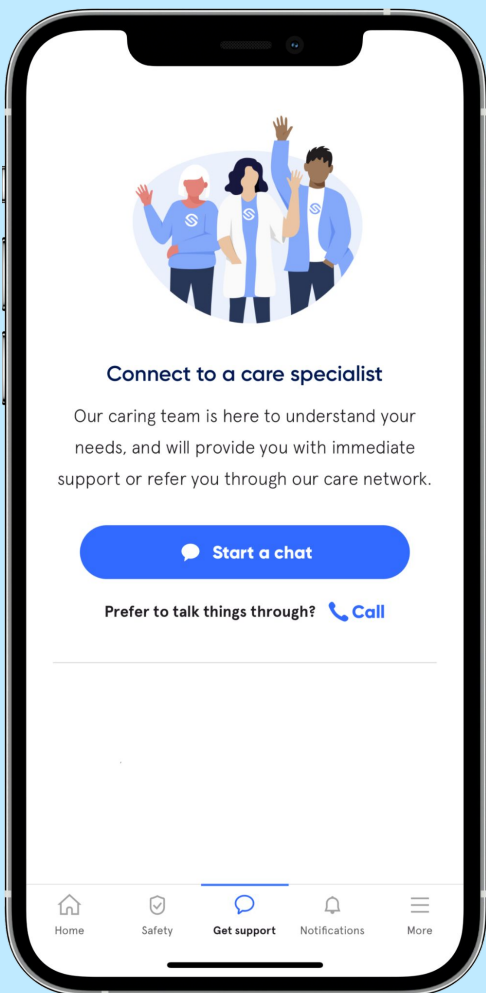 Connect to a care specialist
Our caring team is here to understand your
needs, and will provide you with immediate
support or refer you through our care network.
Start a chat
Prefer to talk things through? Call
Home Safety Get support Notifications More